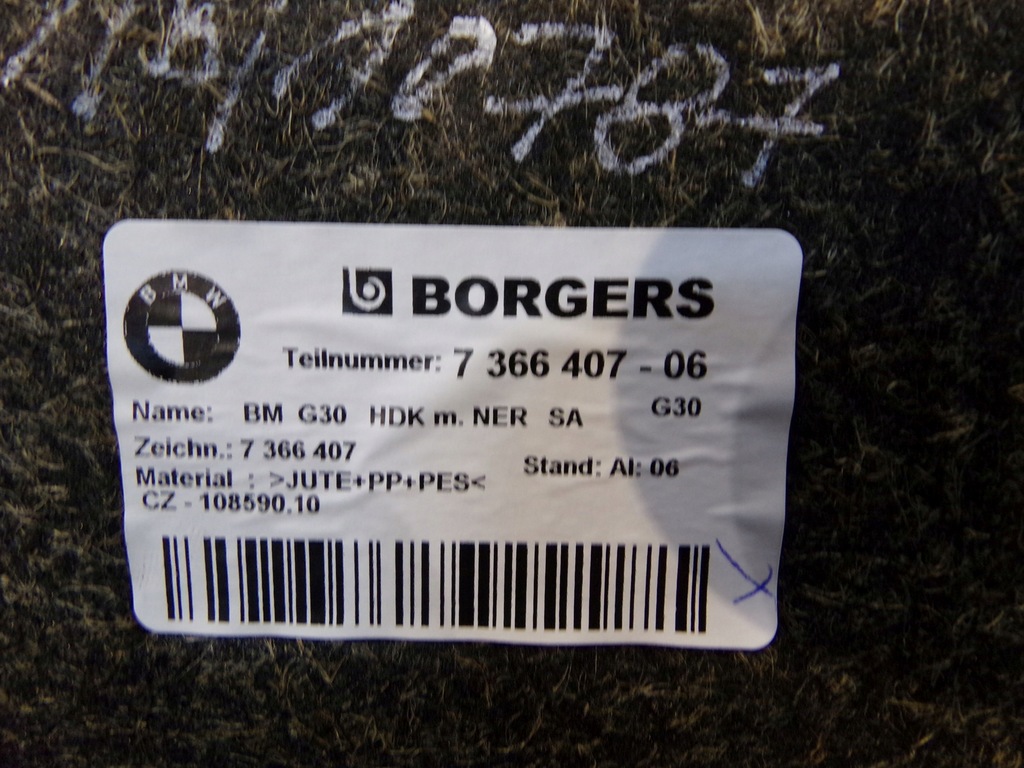 BMW
BORGERS
Teilnummer: 7 366 407 - 06
Name: BM G30 HDK m. NER SA G30
Zeichn.: 7 366 407
Stand: AI: 06
Material : >JUTE+PP+PES<
CZ - 108590.10
X